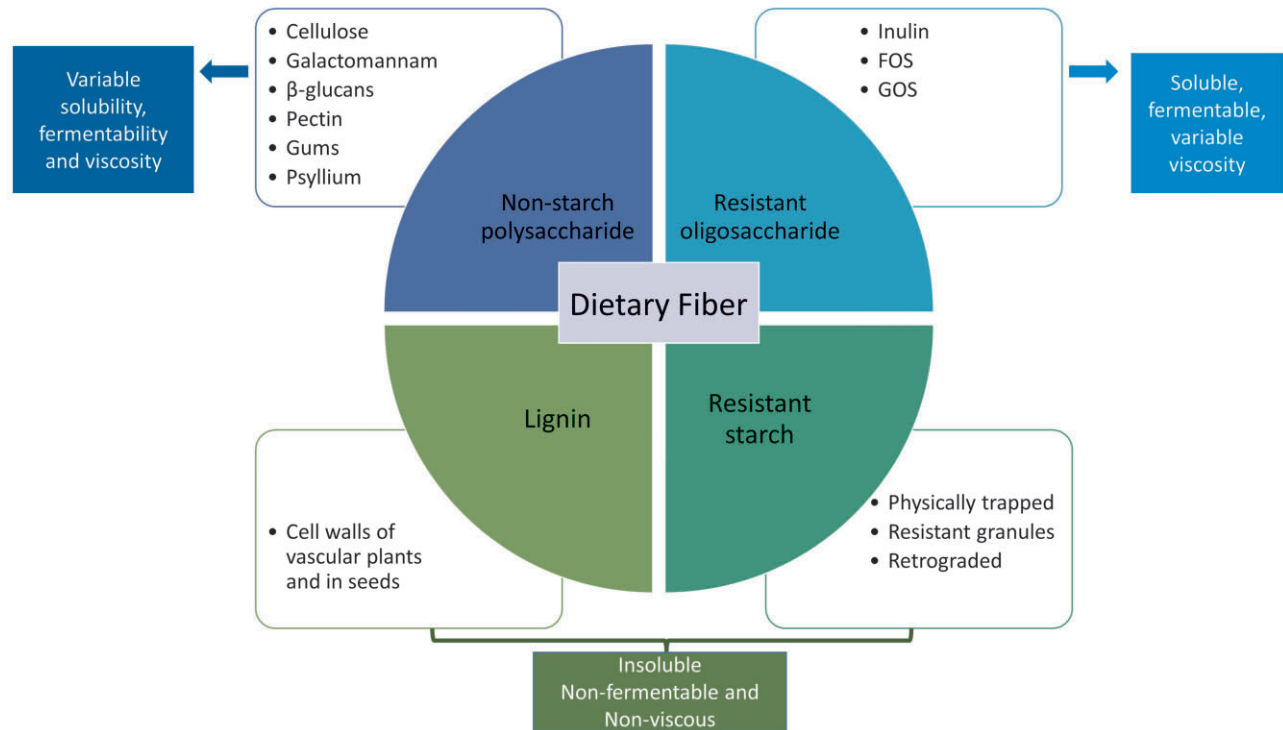 Variable
solubility,
fermentability
and viscosity
• Cellulose
• Galactomannam
• β-glucans
• Pectin
• Gums
• Psyllium
• Inulin
• FOS
• GOS
Soluble,
fermentable,
variable
viscosity
Non-starch
polysaccharide
Resistant
oligosaccharide
Dietary Fiber
Lignin
Resistant
starch
• Cell walls of
vascular plants
and in seeds
• Physically trapped
• Resistant granules
• Retrograded
Insoluble
Non-fermentable and
Non-viscous